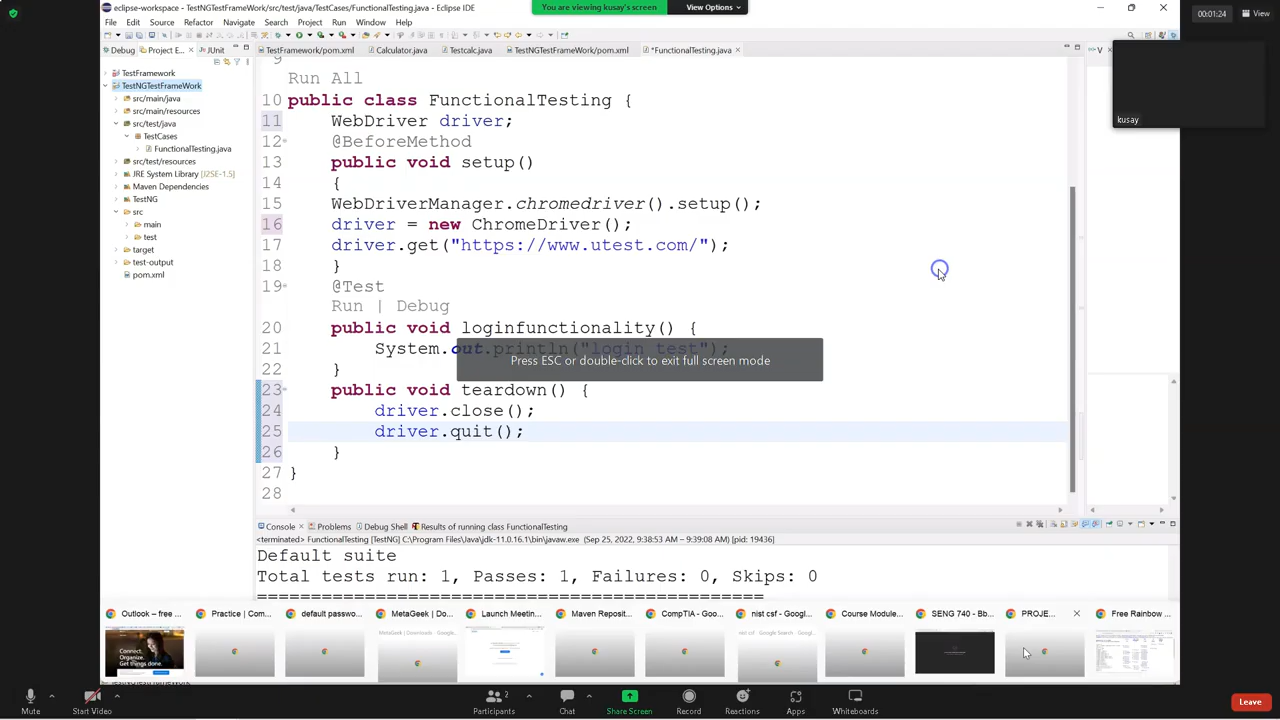 eclipse-workspace - TestNGTestFrameWork/src/test/java/TestCases/FunctionalTesting.java - Eclipse IDE
You are viewing kusay's screen
View Options
00:01:24
View
File Edit Source Refactor Navigate Search Project Run Window Help
Debug Project E... JUnit
TestFramework/pom.xml Calculator.java Testcalc.java TestNGTestFrameWork/pom.xml *FunctionalTesting.java
TestFramework
TestNGTestFrameWork
src/main/java
src/main/resources
src/test/java
TestCases
FunctionalTesting.java
src/test/resources
JRE System Library [J2SE-1.5]
Maven Dependencies
TestNG
src
main
test
target
test-output
pom.xml
9
Run All
10 public class FunctionalTesting {
11 WebDriver driver;
12 @BeforeMethod
13 public void setup()
14 {
15 WebDriverManager.chromedriver().setup();
16 driver = new ChromeDriver();
17 driver.get("https://www.utest.com/");
18 }
19 @Test
Run | Debug
20 public void loginfunctionality() {
21 System.out.println("login test");
Press ESC or double-click to exit full screen mode
22 }
23 public void teardown() {
24 driver.close();
25 driver.quit();
26 }
27 }
28
kusay
V
Console Problems Debug Shell Results of running class FunctionalTesting
<terminated> FunctionalTesting [TestNG] C:\Program Files\Java\jdk-11.0.16.1\bin\javaw.exe (Sep 25, 2022, 9:38:53 AM – 9:39:08 AM) [pid: 19436]
Default suite
Total tests run: 1, Passes: 1, Failures: 0, Skips: 0
===============================================
Outlook – free ... Practice | Com... default passwo... MetaGeek | Do... Launch Meetin... Maven Reposit... CompTIA - Goo... nist csf - Googl... Course Module... SENG 740 - Bb... PROJE... Free Rainbow ...
Connect.
Organize.
Get things done.
Mute Start Video Participants 2 Chat Share Screen Record Reactions Apps Whiteboards Leave